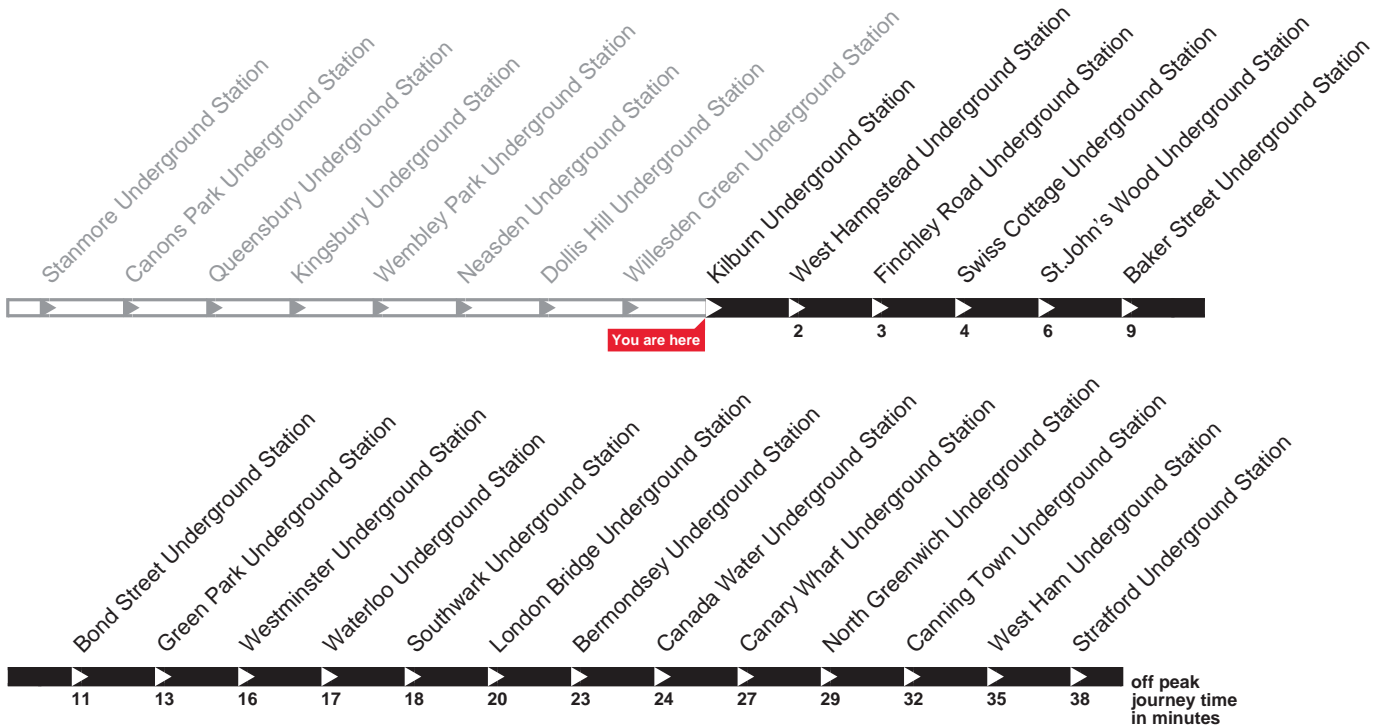 Stanmore Underground Station
Canons Park Underground Station
Queensbury Underground Station
Kingsbury Underground Station
Wembley Park Underground Station
Neasden Underground Station
Dollis Hill Underground Station
Willesden Green Underground Station
Kilburn Underground Station
West Hampstead Underground Station
Finchley Road Underground Station
Swiss Cottage Underground Station
St.John's Wood Underground Station
Baker Street Underground Station
You are here
2 3 4 6 9
Bond Street Underground Station
Green Park Underground Station
Westminster Underground Station
Waterloo Underground Station
Southwark Underground Station
London Bridge Underground Station
Bermondsey Underground Station
Canada Water Underground Station
Canary Wharf Underground Station
North Greenwich Underground Station
Canning Town Underground Station
West Ham Underground Station
Stratford Underground Station
11 13 16 17 18 20 23 24 27 29 32 35 38
off peak
journey time
in minutes